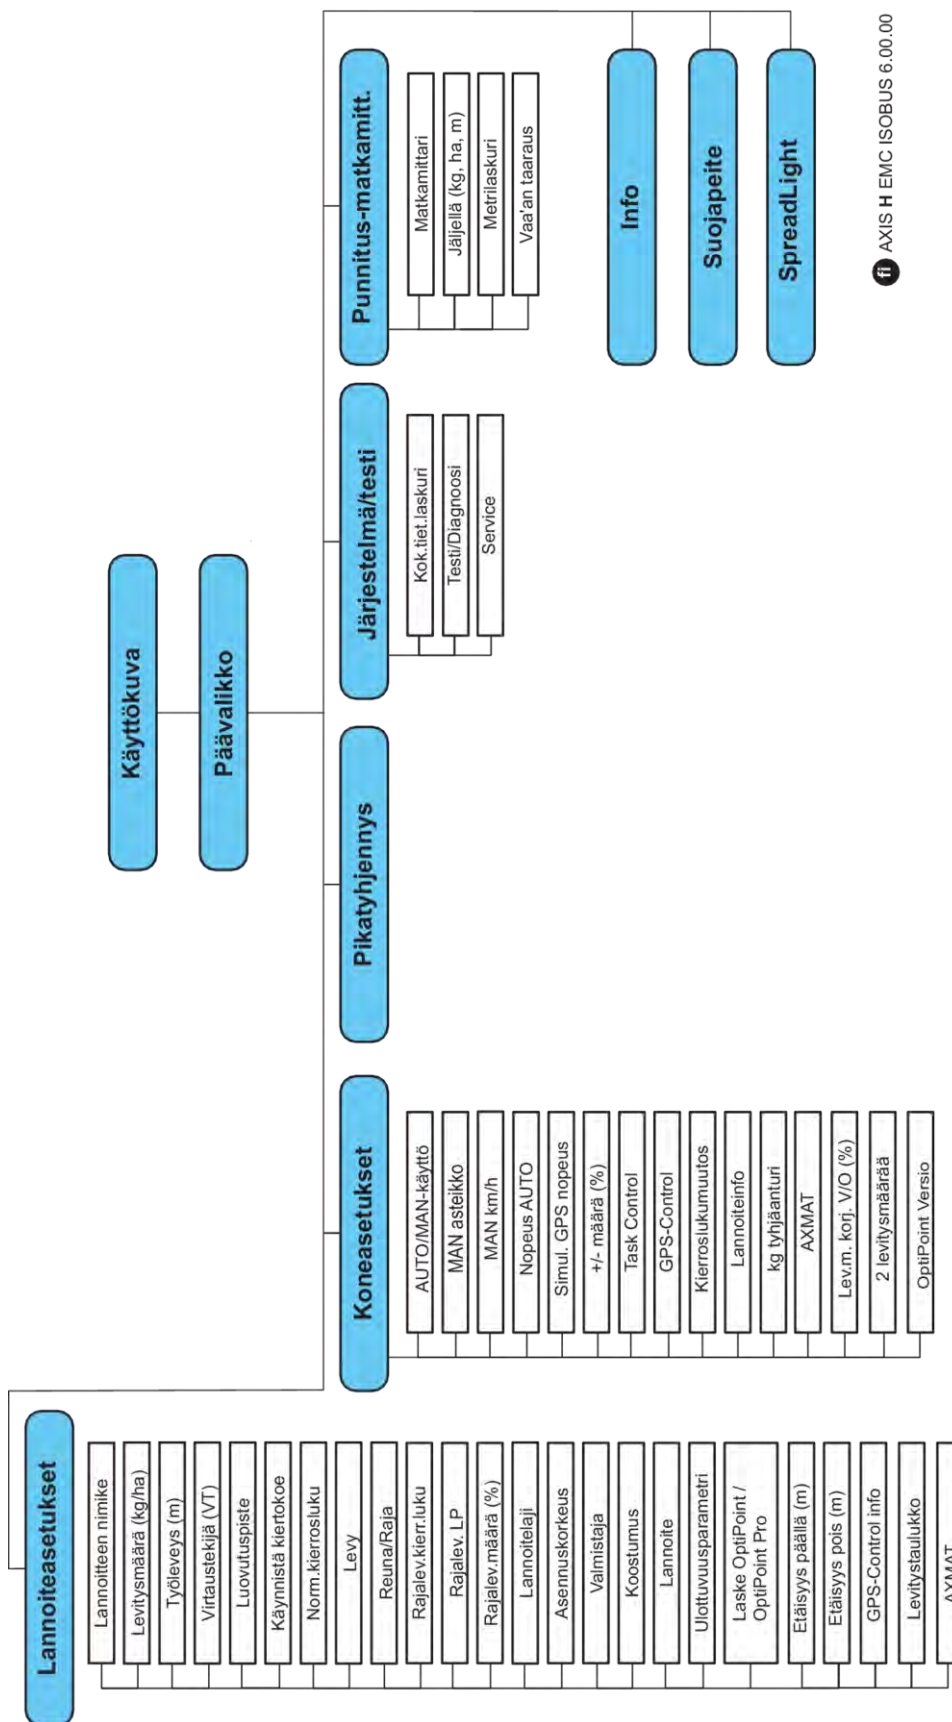 Käyttökuva
Päävalikko
Lannoiteasetukset
Lannoitteen nimike
Levitysmäärä (kg/ha)
Työleveys (m)
Virtaustekijä (VT)
Luovutuspiste
Käynnistä kiertokoe
Norm.kierrosluku
Levy
Reuna/Raja
Rajalev.kierr.luku
Rajalev. LP
Rajalev.määrä (%)
Lannoitelaji
Asennuskorkeus
Valmistaja
Koostumus
Lannoite
Ulottuvuusparametri
Laske OptiPoint /
OptiPoint Pro
Etäisyys päällä (m)
Etäisyys pois (m)
GPS-Control info
Levitystaulukko
AXMAT
Koneasetukset
AUTO/MAN-käyttö
MAN asteikko
MAN km/h
Nopeus AUTO
Simul. GPS nopeus
+/- määrä (%)
Task Control
GPS-Control
Kierroslukumuutos
Lannoiteinfo
kg tyhjäanturi
AXMAT
Lev.m. korj. V/O (%)
2 levitysmäärää
OptiPoint Versio
Pikatyhjennys
Järjestelmä/testi
Kok.tiet.laskuri
Testi/Diagnoosi
Service
Punnitus-matkamitt.
Matkamittari
Jäljellä (kg, ha, m)
Metrilaskuri
Vaa'an taaraus
Info
Suojapeite
SpreadLight
fi AXIS H EMC ISOBUS 6.00.00